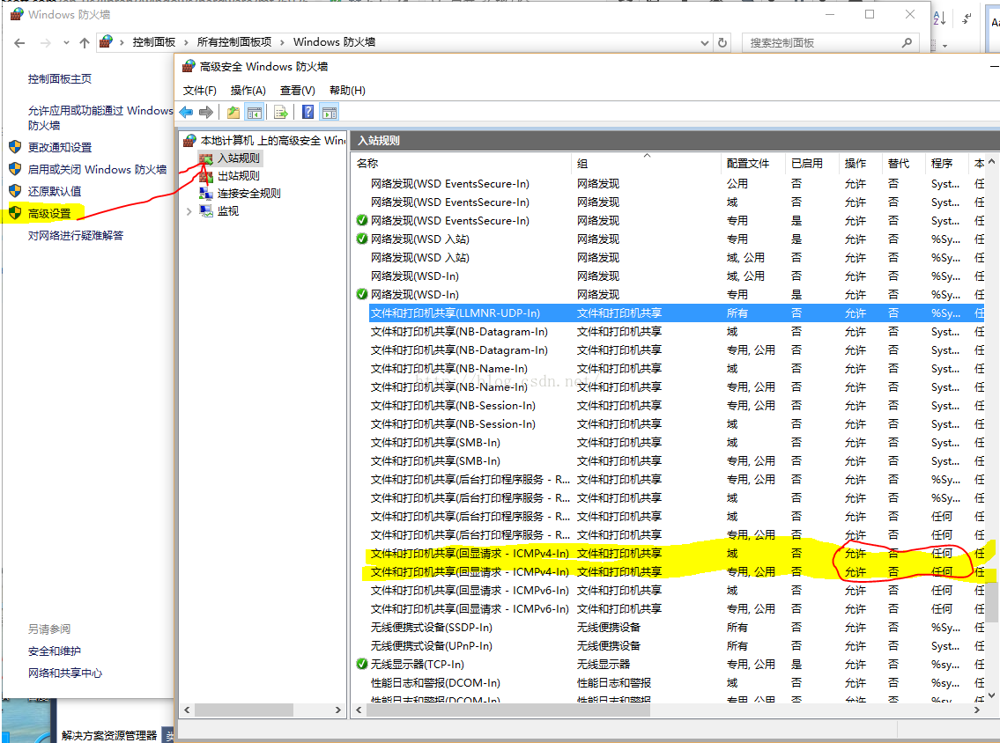 Windows 防火墙
控制面板 › 所有控制面板项 › Windows 防火墙
搜索控制面板
控制面板主页
允许应用或功能通过 Windows
防火墙
更改通知设置
启用或关闭 Windows 防火墙
还原默认值
高级设置
对网络进行疑难解答
另请参阅
安全和维护
网络和共享中心
解决方案资源管理器
高级安全 Windows 防火墙
文件(F) 操作(A) 查看(V) 帮助(H)
本地计算机 上的高级安全 Win
入站规则
出站规则
连接安全规则
监视
入站规则
名称 组 配置文件 已启用 操作 替代 程序 本
网络发现(WSD EventsSecure-In) 网络发现 公用 否 允许 否 Syst... 任
网络发现(WSD EventsSecure-In) 网络发现 域 否 允许 否 Syst... 任
网络发现(WSD EventsSecure-In) 网络发现 专用 是 允许 否 Syst... 任
网络发现(WSD 入站) 网络发现 专用 是 允许 否 %Sy... 任
网络发现(WSD 入站) 网络发现 域, 公用 否 允许 否 %Sy... 任
网络发现(WSD-In) 网络发现 域, 公用 否 允许 否 %Sy... 任
网络发现(WSD-In) 网络发现 专用 是 允许 否 %Sy... 任
文件和打印机共享(LLMNR-UDP-In) 文件和打印机共享 所有 否 允许 否 %Sy... 任
文件和打印机共享(NB-Datagram-In) 文件和打印机共享 域 否 允许 否 Syst... 任
文件和打印机共享(NB-Datagram-In) 文件和打印机共享 专用, 公用 否 允许 否 Syst... 任
文件和打印机共享(NB-Name-In) 文件和打印机共享 域 否 允许 否 Syst... 任
http://blog.csdn.net/
文件和打印机共享(NB-Name-In) 文件和打印机共享 专用, 公用 否 允许 否 Syst... 任
文件和打印机共享(NB-Session-In) 文件和打印机共享 专用, 公用 否 允许 否 Syst... 任
文件和打印机共享(NB-Session-In) 文件和打印机共享 域 否 允许 否 Syst... 任
文件和打印机共享(SMB-In) 文件和打印机共享 域 否 允许 否 Syst... 任
文件和打印机共享(SMB-In) 文件和打印机共享 专用, 公用 否 允许 否 Syst... 任
文件和打印机共享(后台打印程序服务 - R... 文件和打印机共享 专用, 公用 否 允许 否 %Sy... 任
文件和打印机共享(后台打印程序服务 - R... 文件和打印机共享 域 否 允许 否 %Sy... 任
文件和打印机共享(后台打印程序服务 - R... 文件和打印机共享 域 否 允许 否 任何 任
文件和打印机共享(后台打印程序服务 - R... 文件和打印机共享 专用, 公用 否 允许 否 任何 任
文件和打印机共享(回显请求 - ICMPv4-In) 文件和打印机共享 域 否 允许 否 任何 任
文件和打印机共享(回显请求 - ICMPv4-In) 文件和打印机共享 专用, 公用 否 允许 否 任何 任
文件和打印机共享(回显请求 - ICMPv6-In) 文件和打印机共享 域 否 允许 否 任何 任
文件和打印机共享(回显请求 - ICMPv6-In) 文件和打印机共享 专用, 公用 否 允许 否 任何 任
无线便携式设备(SSDP-In) 无线便携设备 所有 否 允许 否 %Sy... 任
无线便携式设备(UPnP-In) 无线便携设备 所有 否 允许 否 Syst... 任
无线显示器(TCP-In) 无线显示器 专用, 公用 是 允许 否 %sy... 任
性能日志和警报(DCOM-In) 性能日志和警报 域 否 允许 否 %sy... 任
性能日志和警报(DCOM-In) 性能日志和警报 专用, 公用 否 允许 否 %sy... 任